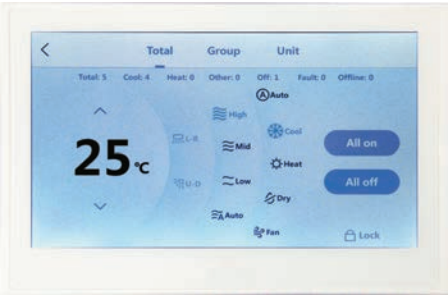 Total Group Unit
Total: 5 Cool: 4 Heat: 0 Other: 0 Off: 1 Fault: 0 Offline: 0
Auto
High
Cool
L-R
Mid
All on
25°C
Heat
Low
All off
U-D
Dry
Auto
Fan
Lock